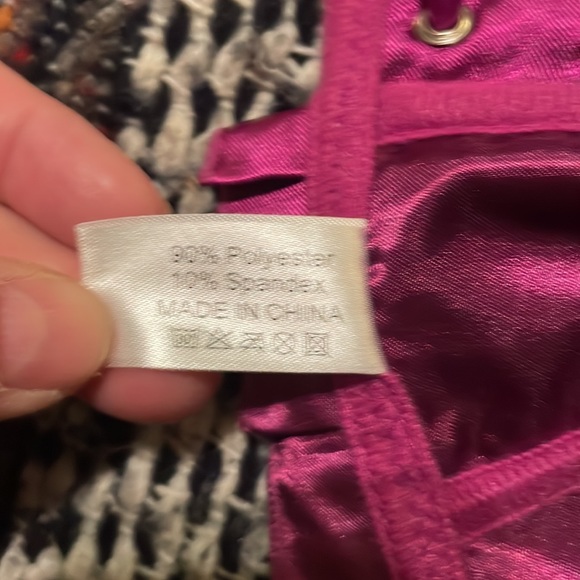 90% Polyester
10% Spandex
MADE IN CHINA